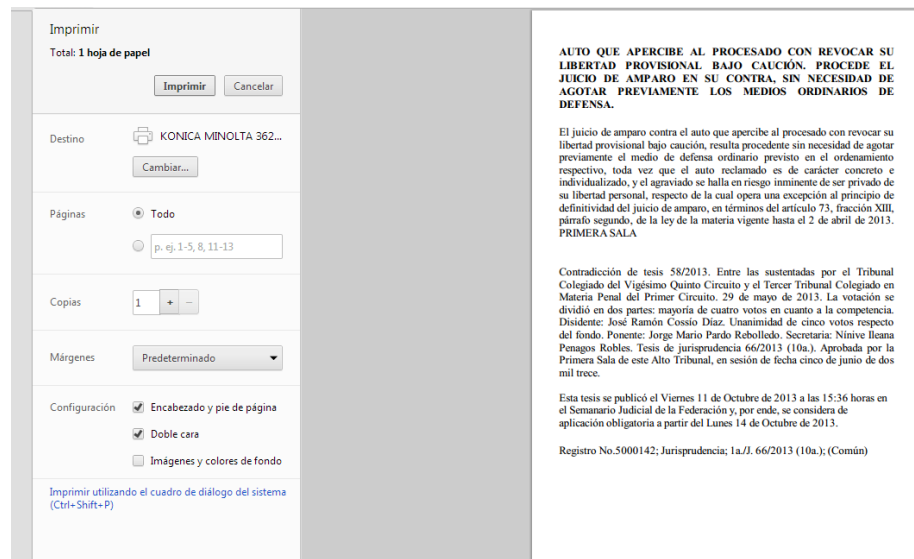 Imprimir
Total: 1 hoja de papel
Imprimir
Cancelar
Destino
KONICA MINOLTA 362...
Cambiar...
Páginas
Todo
p. ej. 1-5, 8, 11-13
Copias
1
+
−
Márgenes
Predeterminado
Configuración
Encabezado y pie de página
Doble cara
Imágenes y colores de fondo
Imprimir utilizando el cuadro de diálogo del sistema
(Ctrl+Shift+P)
AUTO QUE APERCIBE AL PROCESADO CON REVOCAR SU
LIBERTAD PROVISIONAL BAJO CAUCIÓN. PROCEDE EL
JUICIO DE AMPARO EN SU CONTRA, SIN NECESIDAD DE
AGOTAR PREVIAMENTE LOS MEDIOS ORDINARIOS DE
DEFENSA.
El juicio de amparo contra el auto que apercibe al procesado con revocar su
libertad provisional bajo caución, resulta procedente sin necesidad de agotar
previamente el medio de defensa ordinario previsto en el ordenamiento
respectivo, toda vez que el auto reclamado es de carácter concreto e
individualizado, y el agraviado se halla en riesgo inminente de ser privado de
su libertad personal, respecto de la cual opera una excepción al principio de
definitividad del juicio de amparo, en términos del artículo 73, fracción XIII,
párrafo segundo, de la ley de la materia vigente hasta el 2 de abril de 2013.
PRIMERA SALA
Contradicción de tesis 58/2013. Entre las sustentadas por el Tribunal
Colegiado del Vigésimo Quinto Circuito y el Tercer Tribunal Colegiado en
Materia Penal del Primer Circuito. 29 de mayo de 2013. La votación se
dividió en dos partes: mayoría de cuatro votos en cuanto a la competencia.
Disidente: José Ramón Cossío Díaz. Unanimidad de cinco votos respecto
del fondo. Ponente: Jorge Mario Pardo Rebolledo. Secretaria: Nínive Ileana
Penagos Robles. Tesis de jurisprudencia 66/2013 (10a.). Aprobada por la
Primera Sala de este Alto Tribunal, en sesión de fecha cinco de junio de dos
mil trece.
Esta tesis se publicó el Viernes 11 de Octubre de 2013 a las 15:36 horas en
el Semanario Judicial de la Federación y, por ende, se considera de
aplicación obligatoria a partir del Lunes 14 de Octubre de 2013.
Registro No.5000142; Jurisprudencia; 1a./J. 66/2013 (10a.); (Común)